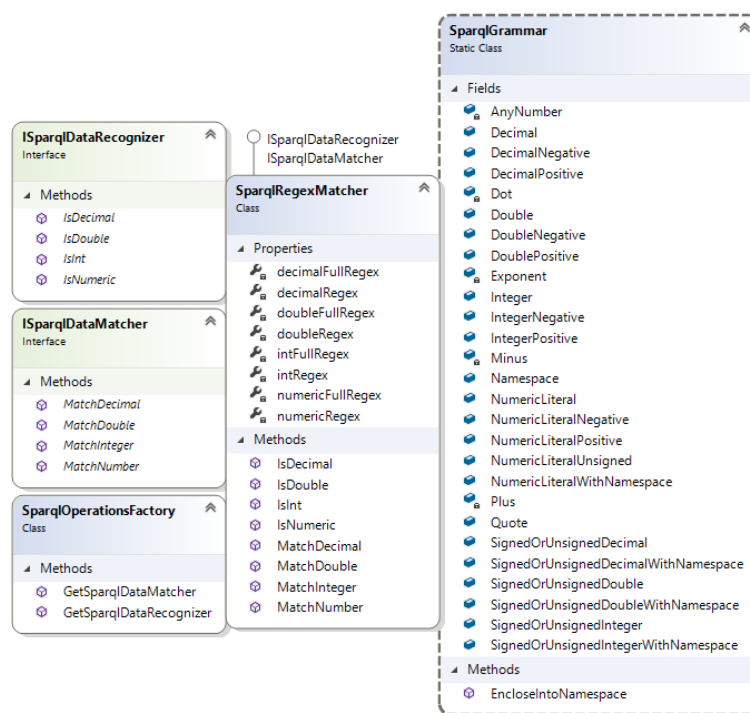 ISparqlDataRecognizer
Interface
Methods
IsDecimal
IsDouble
IsInt
IsNumeric
ISparqlDataMatcher
Interface
Methods
MatchDecimal
MatchDouble
MatchInteger
MatchNumber
SparqlOperationsFactory
Class
Methods
GetSparqlDataMatcher
GetSparqlDataRecognizer
ISparqlDataRecognizer
ISparqlDataMatcher
SparqlRegexMatcher
Class
Properties
decimalFullRegex
decimalRegex
doubleFullRegex
doubleRegex
intFullRegex
intRegex
numericFullRegex
numericRegex
Methods
IsDecimal
IsDouble
IsInt
IsNumeric
MatchDecimal
MatchDouble
MatchInteger
MatchNumber
SparqlGrammar
Static Class
Fields
AnyNumber
Decimal
DecimalNegative
DecimalPositive
Dot
Double
DoubleNegative
DoublePositive
Exponent
Integer
IntegerNegative
IntegerPositive
Minus
Namespace
NumericLiteral
NumericLiteralNegative
NumericLiteralPositive
NumericLiteralUnsigned
NumericLiteralWithNamespace
Plus
Quote
SignedOrUnsignedDecimal
SignedOrUnsignedDecimalWithNamespace
SignedOrUnsignedDouble
SignedOrUnsignedDoubleWithNamespace
SignedOrUnsignedInteger
SignedOrUnsignedIntegerWithNamespace
Methods
EncloseIntoNamespace